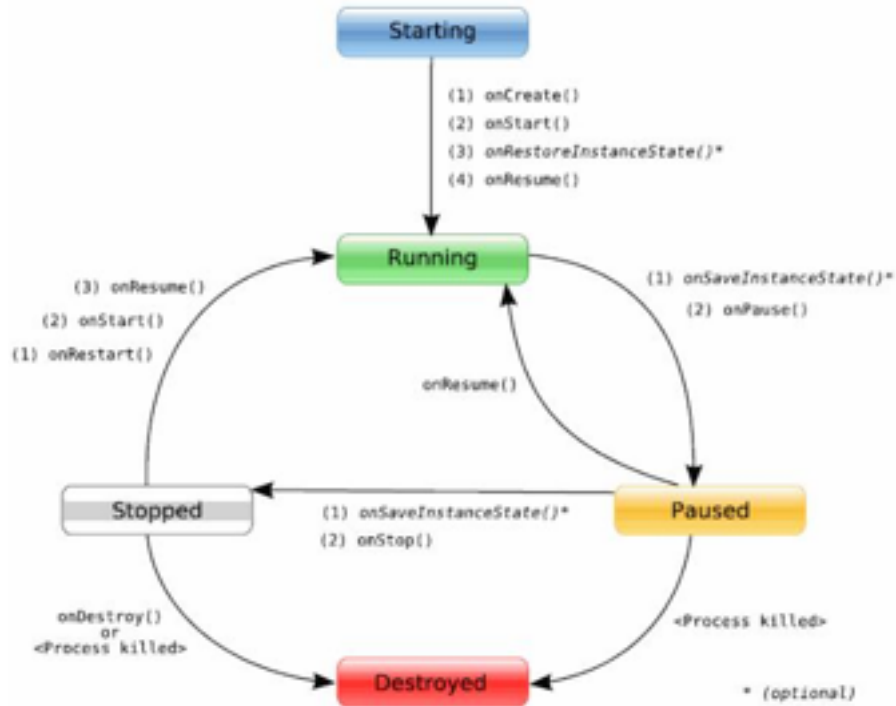 Starting
(1) onCreate()
(2) onStart()
(3) onRestoreInstanceState()*
(4) onResume()
Running
(3) onResume()
(2) onStart()
(1) onRestart()
(1) onSaveInstanceState()*
(2) onPause()
onResume()
Stopped
(1) onSaveInstanceState()*
(2) onStop()
Paused
onDestroy()
or
<Process killed>
<Process killed>
Destroyed
* (optional)